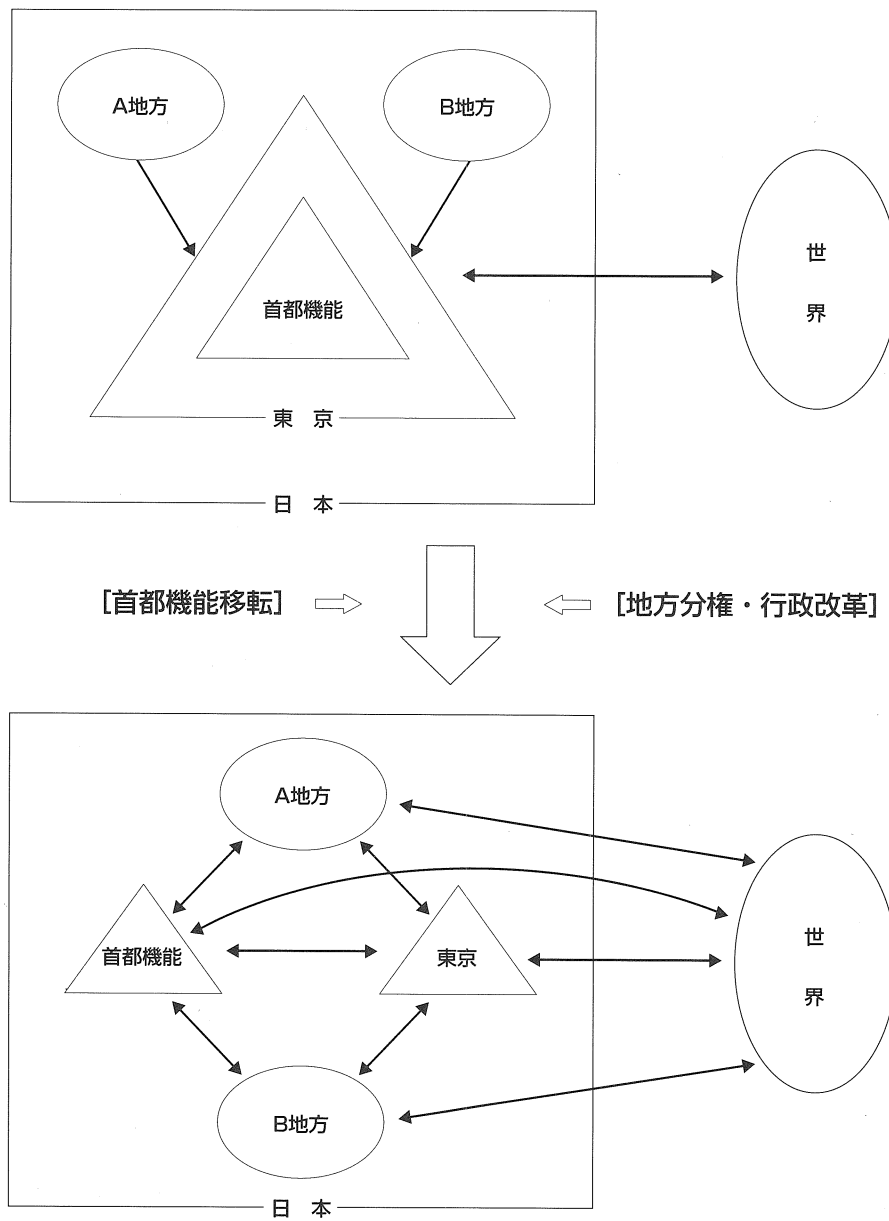 A地方
B地方
首都機能
東 京
日 本
世
界
[首都機能移転]
[地方分権・行政改革]
A地方
首都機能
東京
B地方
世
界
日 本